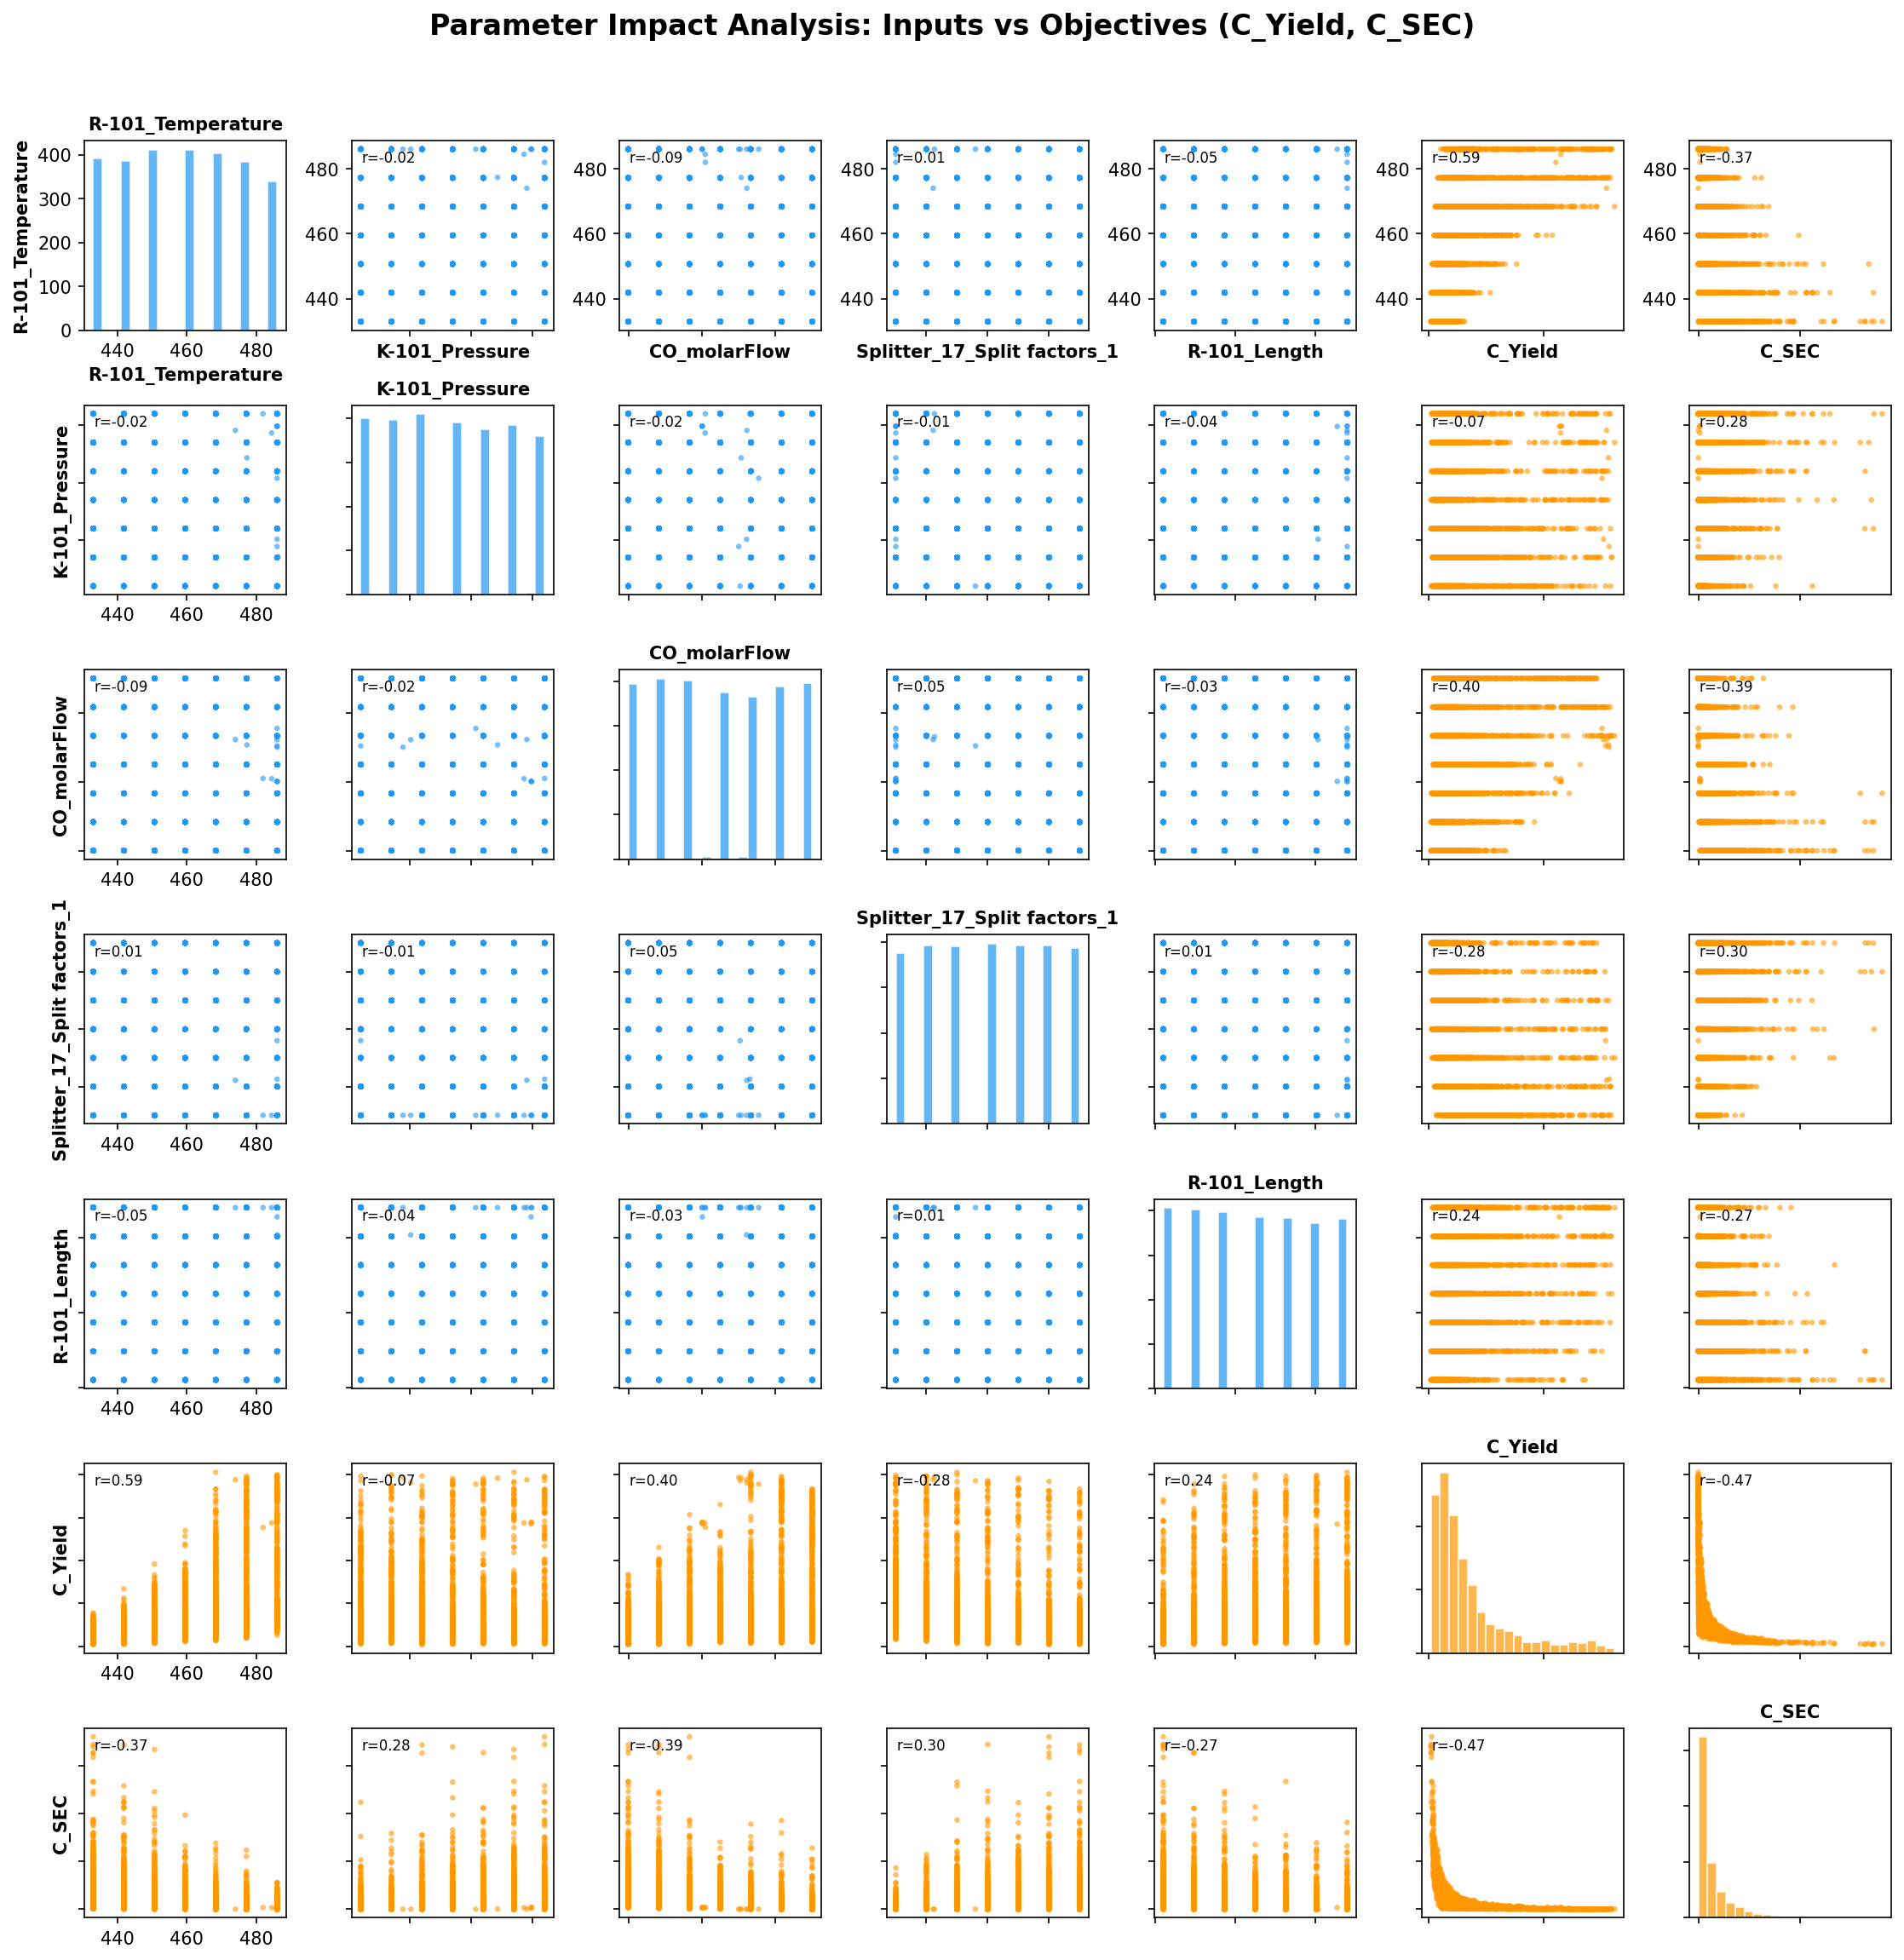 Parameter Impact Analysis: Inputs vs Objectives (C_Yield, C_SEC)
R-101_Temperature
R-101_Temperature
400
300
200
100
0
440 460 480
R-101_Temperature
r=-0.02
480
460
440
K-101_Pressure
r=-0.09
480
460
440
CO_molarFlow
r=0.01
480
460
440
Splitter_17_Split factors_1
r=-0.05
480
460
440
R-101_Length
r=0.59
480
460
440
C_Yield
r=-0.37
480
460
440
C_SEC
K-101_Pressure
r=-0.02
440 460 480
K-101_Pressure
r=-0.02
r=-0.01
r=-0.04
r=-0.07
r=0.28
CO_molarFlow
r=-0.09
440 460 480
r=-0.02
CO_molarFlow
r=0.05
r=-0.03
r=0.40
r=-0.39
Splitter_17_Split factors_1
r=0.01
440 460 480
r=-0.01
r=0.05
Splitter_17_Split factors_1
r=0.01
r=-0.28
r=0.30
R-101_Length
r=-0.05
440 460 480
r=-0.04
r=-0.03
r=0.01
R-101_Length
r=0.24
r=-0.27
C_Yield
r=0.59
440 460 480
r=-0.07
r=0.40
r=-0.28
r=0.24
C_Yield
r=-0.47
C_SEC
r=-0.37
440 460 480
r=0.28
r=-0.39
r=0.30
r=-0.27
r=-0.47
C_SEC